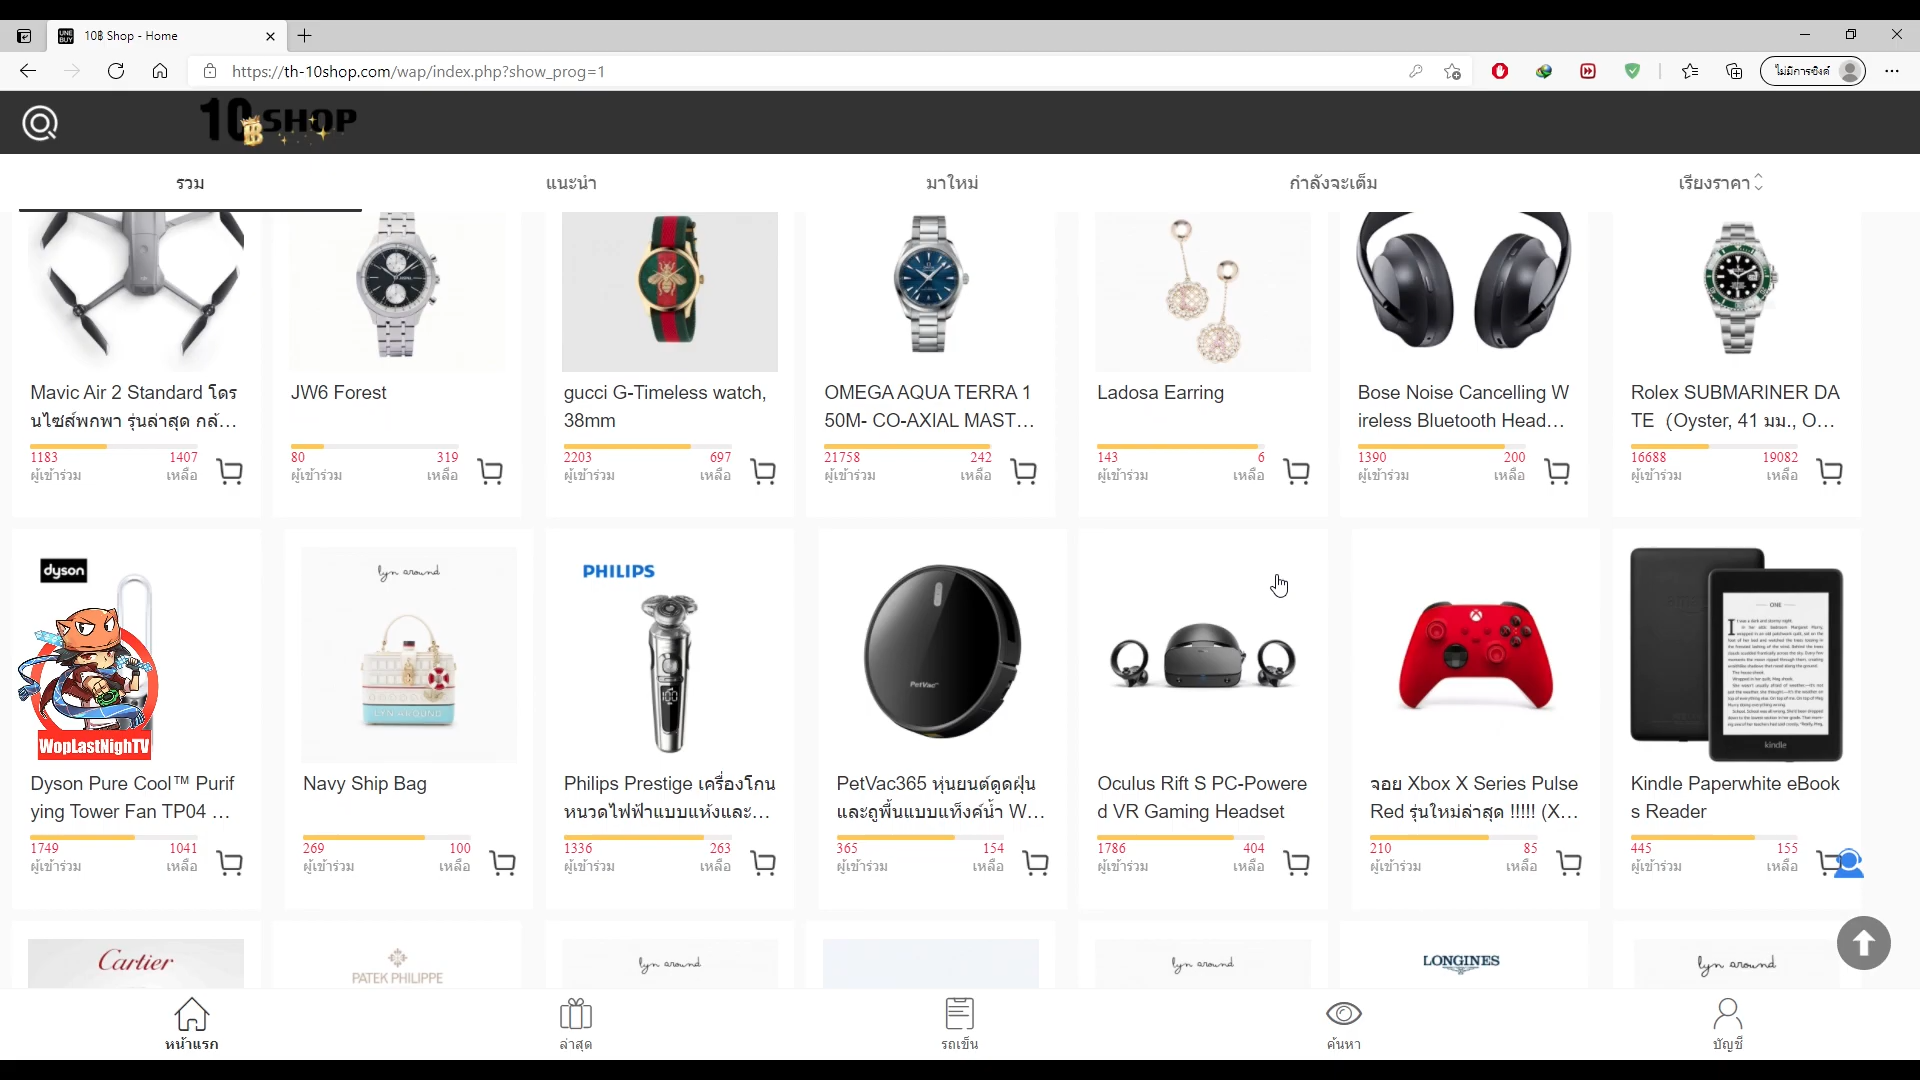 10฿ Shop - Home
https://th-10shop.com/wap/index.php?show_prog=1
ไม่มีการซิงค์
10฿ SHOP
รวม
แนะนำ
มาใหม่
กำลังจะเต็ม
เรียงราคา
Mavic Air 2 Standard โดร
นไซส์พกพา รุ่นล่าสุด กล้...
1183 1407
ผู้เข้าร่วม เหลือ
JW6 Forest
80 319
ผู้เข้าร่วม เหลือ
gucci G-Timeless watch,
38mm
2203 697
ผู้เข้าร่วม เหลือ
OMEGA AQUA TERRA 1
50M- CO-AXIAL MAST...
21758 242
ผู้เข้าร่วม เหลือ
Ladosa Earring
143 6
ผู้เข้าร่วม เหลือ
Bose Noise Cancelling W
ireless Bluetooth Head...
1390 200
ผู้เข้าร่วม เหลือ
Rolex SUBMARINER DA
TE (Oyster, 41 มม., O...
16688 19082
ผู้เข้าร่วม เหลือ
dyson
WopLastNighTV
Dyson Pure Cool™ Purif
ying Tower Fan TP04 ...
1749 1041
ผู้เข้าร่วม เหลือ
lyn around
LYN AROUND
Navy Ship Bag
269 100
ผู้เข้าร่วม เหลือ
PHILIPS
Philips Prestige เครื่องโกน
หนวดไฟฟ้าแบบแห้งและ...
1336 263
ผู้เข้าร่วม เหลือ
PetVac
PetVac365 หุ่นยนต์ดูดฝุ่น
และถูพื้นแบบแท็งค์น้ำ W...
365 154
ผู้เข้าร่วม เหลือ
Oculus Rift S PC-Powere
d VR Gaming Headset
1786 404
ผู้เข้าร่วม เหลือ
จอย Xbox X Series Pulse
Red รุ่นใหม่ล่าสุด !!!!! (X...
210 85
ผู้เข้าร่วม เหลือ
ONE
kindle
Kindle Paperwhite eBook
s Reader
445 155
ผู้เข้าร่วม เหลือ
Cartier
PATEK PHILIPPE
lyn around
lyn around
LONGINES
lyn around
หน้าแรก
ล่าสุด
รถเข็น
ค้นหา
บัญชี